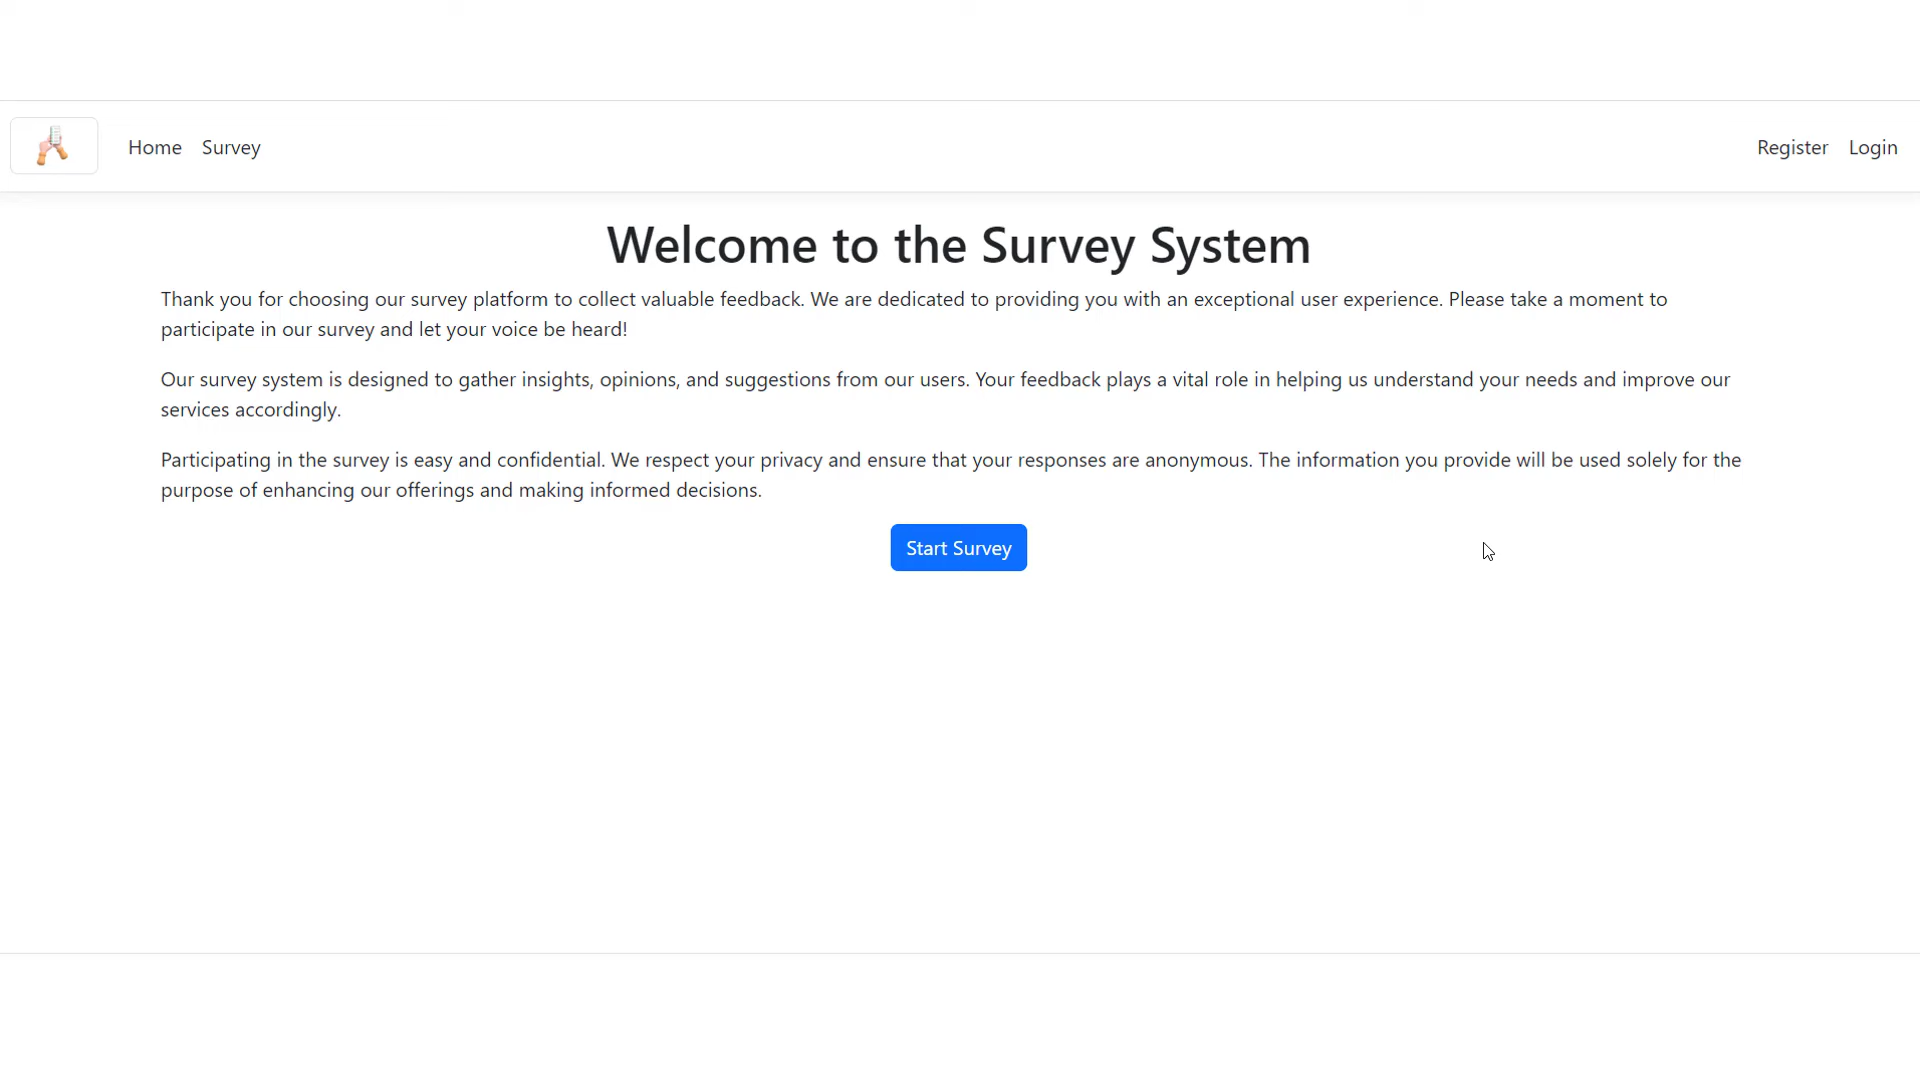 Home Survey Register Login
Welcome to the Survey System
Thank you for choosing our survey platform to collect valuable feedback. We are dedicated to providing you with an exceptional user experience. Please take a moment to
participate in our survey and let your voice be heard!
Our survey system is designed to gather insights, opinions, and suggestions from our users. Your feedback plays a vital role in helping us understand your needs and improve our
services accordingly.
Participating in the survey is easy and confidential. We respect your privacy and ensure that your responses are anonymous. The information you provide will be used solely for the
purpose of enhancing our offerings and making informed decisions.
Start Survey